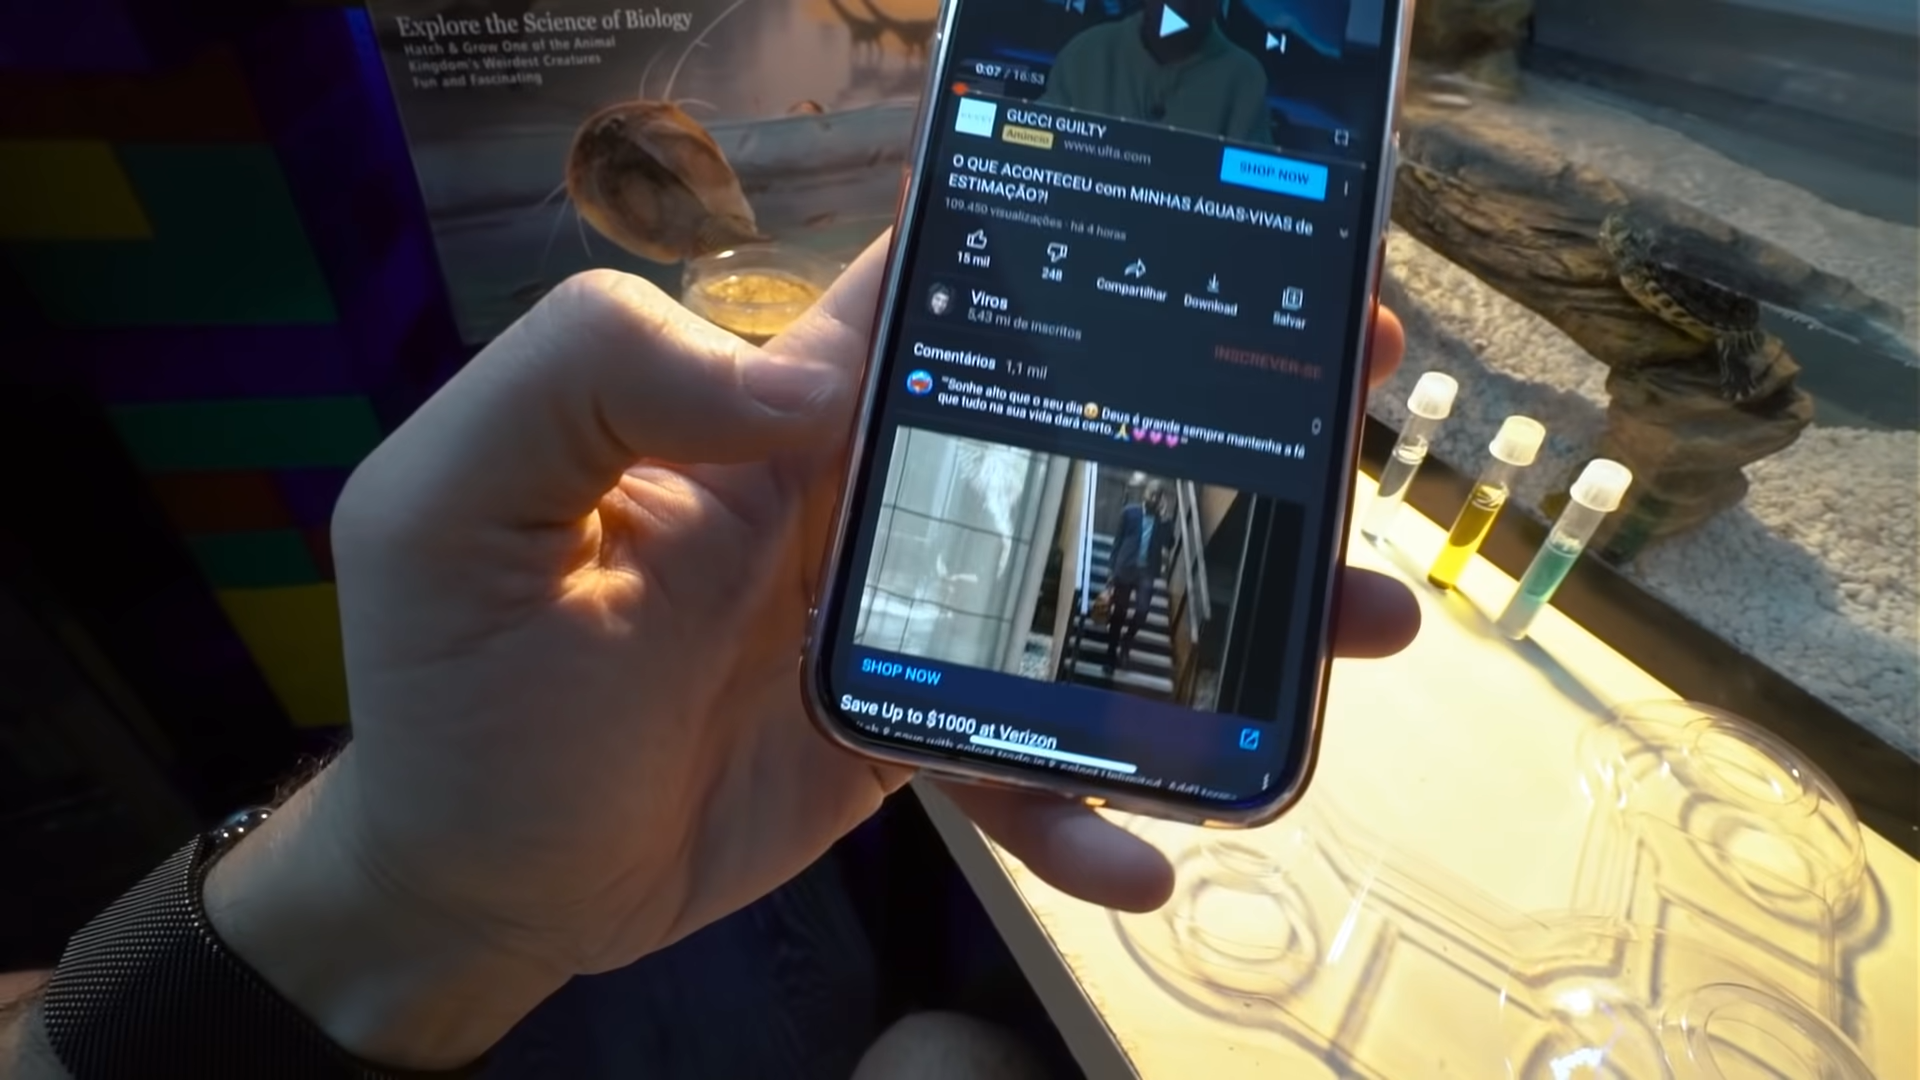 Explore the Science of Biology
Hatch & Grow One of the Animal
Kingdom's Weirdest Creatures
Fun and Fascinating
0:07 / 16:53
GUCCI GUILTY
Anúncio www.ulta.com
SHOP NOW
O QUE ACONTECEU com MINHAS ÁGUAS-VIVAS de
ESTIMAÇÃO?!
109.450 visualizações · há 4 horas
15 mil
248
Compartilhar
Download
Salvar
Viros
5,43 mi de inscritos
INSCREVER-SE
Comentários 1,1 mil
"Sonhe alto que o seu dia😳 Deus é grande sempre mantenha a fé
que tudo na sua vida dará certo.🙏💗💗💗"
SHOP NOW
Save Up to $1000 at Verizon